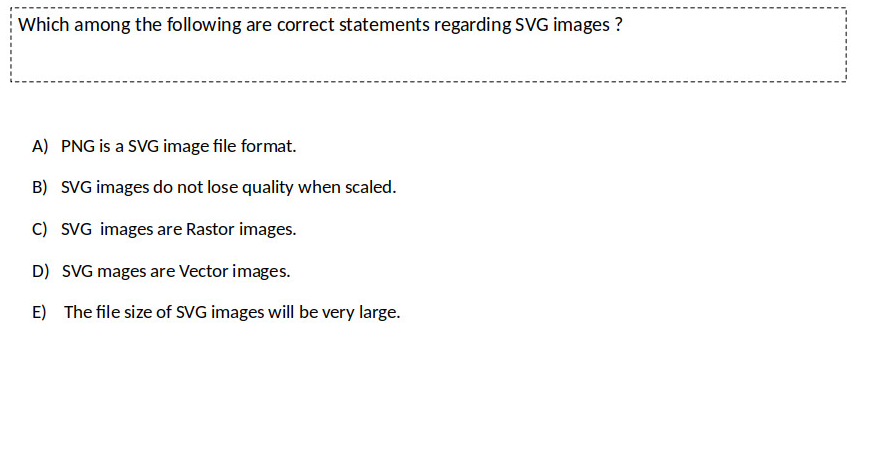 Which among the following are correct statements regarding SVG images ?
A) PNG is a SVG image file format.
B) SVG images do not lose quality when scaled.
C) SVG images are Rastor images.
D) SVG mages are Vector images.
E) The file size of SVG images will be very large.